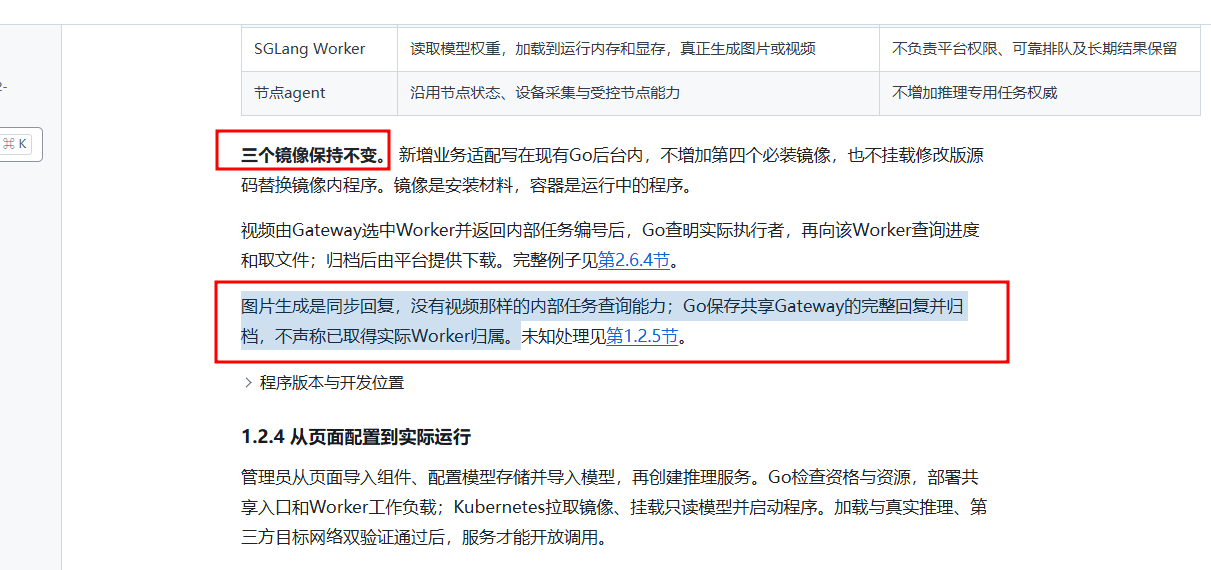 SGLang Worker 读取模型权重，加载到运行内存和显存，真正生成图片或视频 不负责平台权限、可靠排队及长期结果保留
2-
节点agent 沿用节点状态、设备采集与受控节点能力 不增加推理专用任务权威
⌘ K
三个镜像保持不变。 新增业务适配写在现有Go后台内，不增加第四个必装镜像，也不挂载修改版源
码替换镜像内程序。镜像是安装材料，容器是运行中的程序。
视频由Gateway选中Worker并返回内部任务编号后，Go查明实际执行者，再向该Worker查询进度
和取文件；归档后由平台提供下载。完整例子见第2.6.4节。
图片生成是同步回复，没有视频那样的内部任务查询能力；Go保存共享Gateway的完整回复并归
档，不声称已取得实际Worker归属。未知处理见第1.2.5节。
程序版本与开发位置
1.2.4 从页面配置到实际运行
管理员从页面导入组件、配置模型存储并导入模型，再创建推理服务。Go检查资格与资源，部署共
享入口和Worker工作负载；Kubernetes拉取镜像、挂载只读模型并启动程序。加载与真实推理、第
三方目标网络双验证通过后，服务才能开放调用。